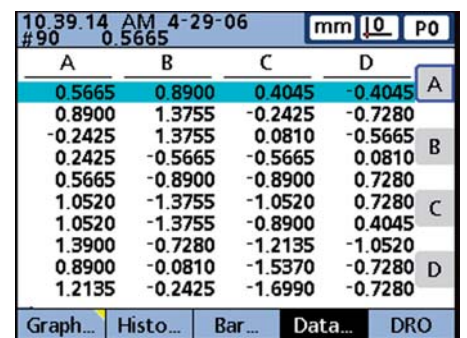 10.39.14 AM 4-29-06 mm 0 P0
#90 0.5665
A B C D
0.5665 0.8900 0.4045 -0.4045 A
0.8900 1.3755 -0.2425 -0.7280
-0.2425 1.3755 0.0810 -0.5665 B
0.2425 -0.5665 -0.5665 0.0810
0.5665 -0.8900 -0.8900 0.7280
1.0520 -1.3755 -1.0520 0.7280 C
1.0520 -1.3755 -0.8900 0.4045
1.3900 -0.7280 -1.2135 -1.0520
0.8900 -0.0810 -1.5370 -0.7280 D
1.2135 -0.2425 -1.6990 -0.7280
Graph... Histo... Bar... Data... DRO